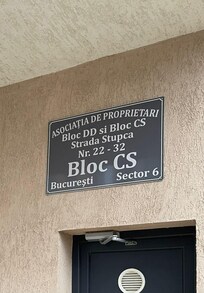 ASOCIAȚIA DE PROPRIETARI
Bloc DD si Bloc CS
Strada Stupca
Nr. 22 - 32
Bloc CS
București Sector 6